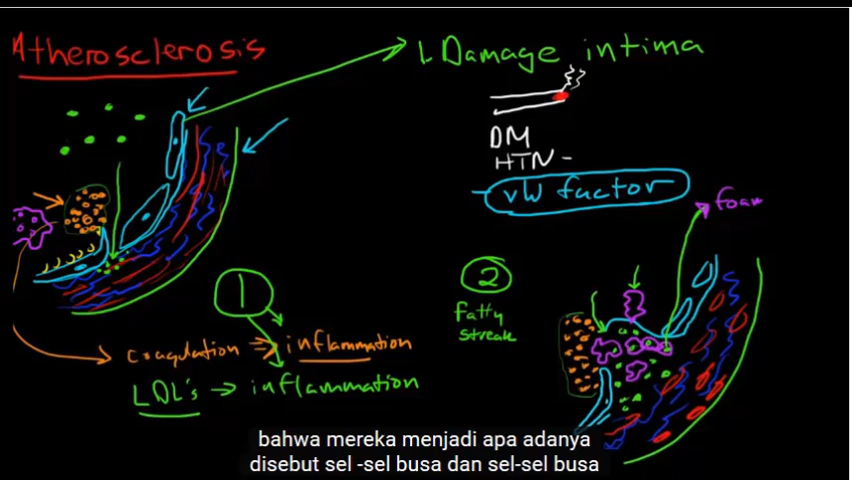 Atherosclerosis
1. Damage intima
DM
HTN -
vW factor
1
coagulation ⇒ inflammation
LDL's → inflammation
2
Fatty
streak
foam
bahwa mereka menjadi apa adanya
disebut sel -sel busa dan sel-sel busa